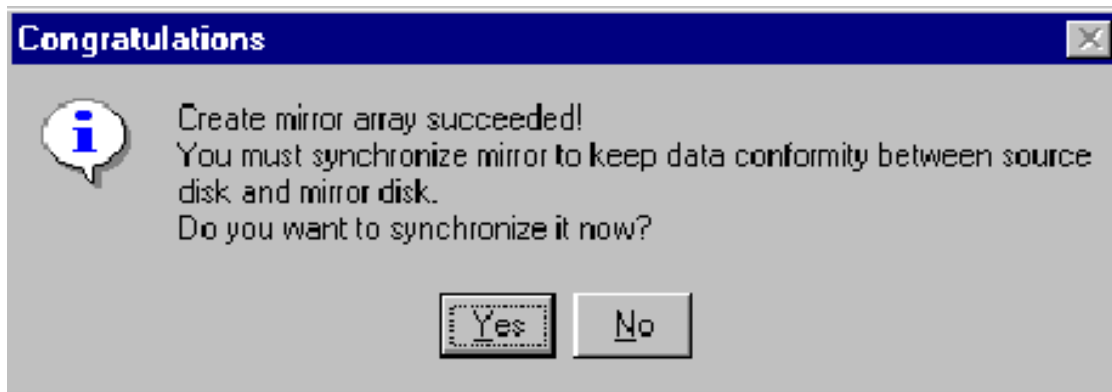 Congratulations
Create mirror array succeeded!
You must synchronize mirror to keep data conformity between source
disk and mirror disk.
Do you want to synchronize it now?
Yes No